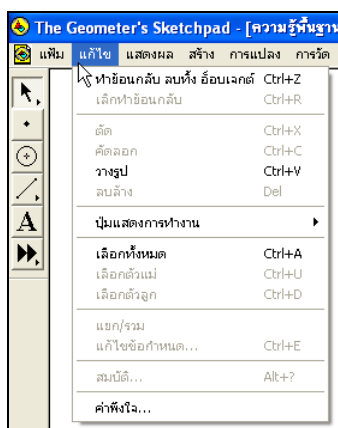 The Geometer's Sketchpad - [ความรู้พื้นฐาน
แฟ้ม แก้ไข แสดงผล สร้าง การแปลง การวัด
ทำย้อนกลับ ลบทิ้ง อ็อบเจกต์ Ctrl+Z
เลิกทำย้อนกลับ Ctrl+R
ตัด Ctrl+X
คัดลอก Ctrl+C
วางรูป Ctrl+V
ลบล้าง Del
ปุ่มแสดงการทำงาน
เลือกทั้งหมด Ctrl+A
เลือกตัวแม่ Ctrl+U
เลือกตัวลูก Ctrl+D
แยก/รวม
แก้ไขข้อกำหนด... Ctrl+E
สมบัติ... Alt+?
ค่าพึงใจ...
A